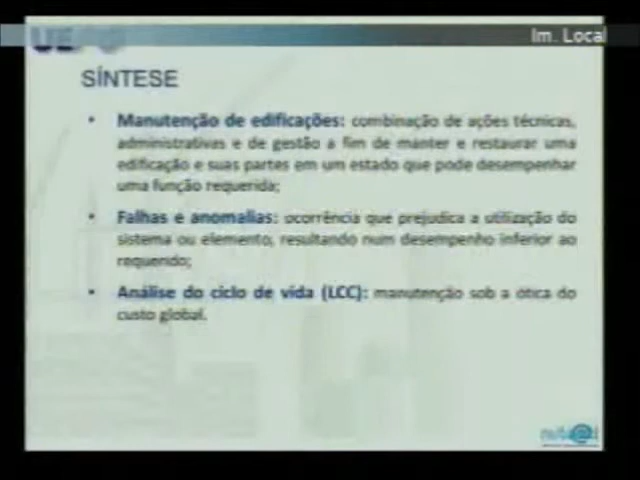 Im. Local
SÍNTESE
• Manutenção de edificações: combinação de ações técnicas,
administrativas e de gestão a fim de manter e restaurar uma
edificação e suas partes em um estado que pode desempenhar
uma função requerida;
• Falhas e anomalias: ocorrência que prejudica a utilização do
sistema ou elemento, resultando num desempenho inferior ao
requerido;
• Análise do ciclo de vida (LCC): manutenção sob a ótica do
custo global.